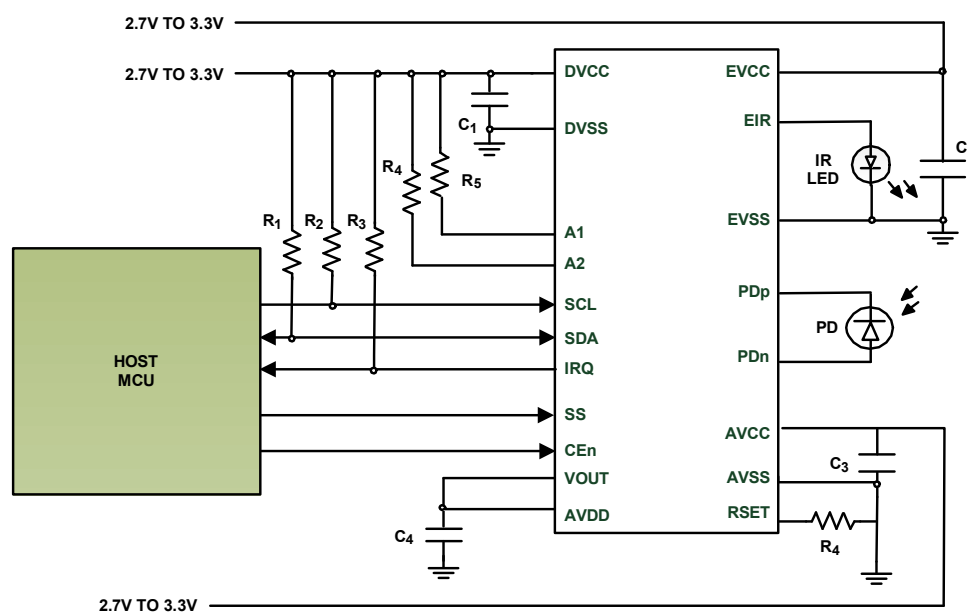 2.7V TO 3.3V
2.7V TO 3.3V
DVCC
EVCC
C1
DVSS
EIR
R4
R5
IR
LED
C
R1
R2
R3
A1
EVSS
A2
SCL
PDp
SDA
PD
HOST
MCU
IRQ
PDn
SS
AVCC
CEn
C3
VOUT
AVSS
C4
AVDD
RSET
R4
2.7V TO 3.3V